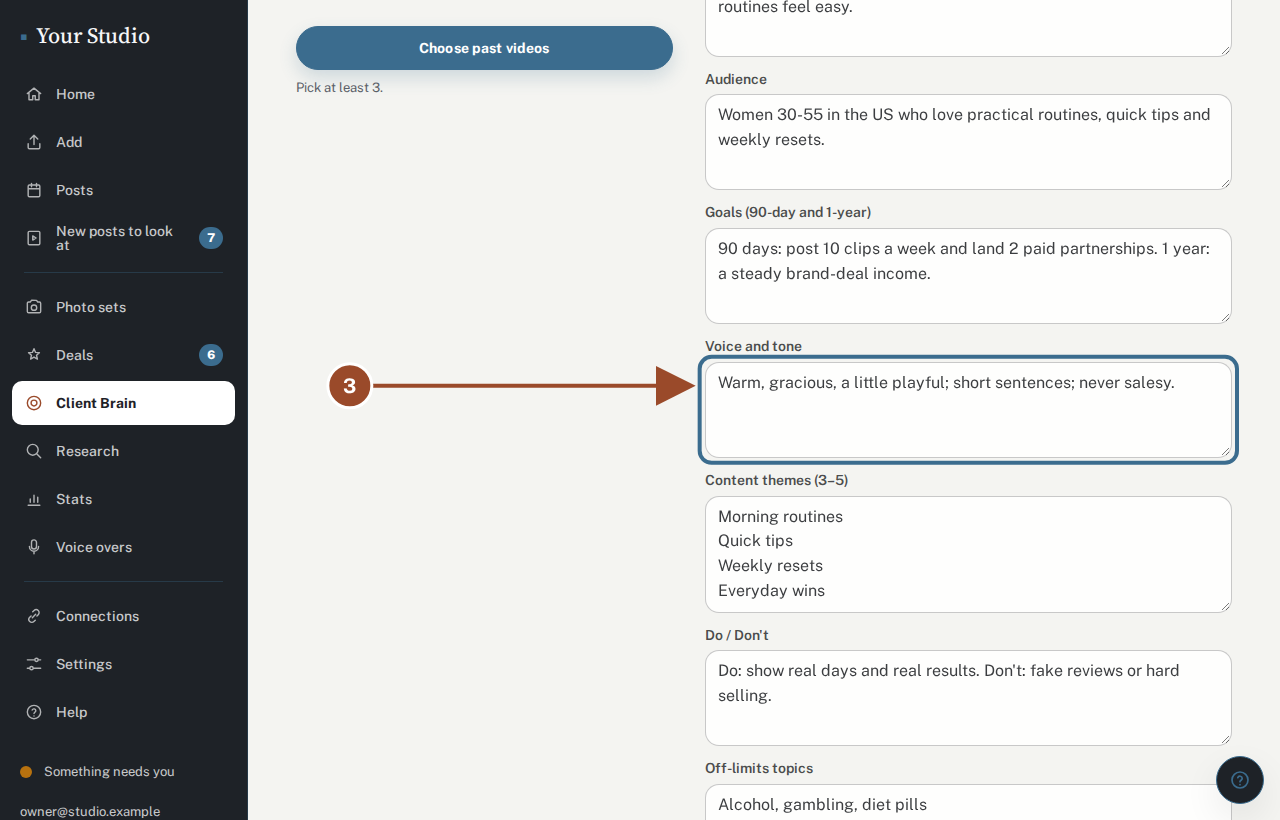 Your Studio
Home
Add
Posts
New posts to look
at
7
Photo sets
Deals
6
Client Brain
Research
Stats
Voice overs
Connections
Settings
Help
Something needs you
owner@studio.example
Choose past videos
Pick at least 3.
3
routines feel easy.
Audience
Women 30-55 in the US who love practical routines, quick tips and
weekly resets.
Goals (90-day and 1-year)
90 days: post 10 clips a week and land 2 paid partnerships. 1 year:
a steady brand-deal income.
Voice and tone
Warm, gracious, a little playful; short sentences; never salesy.
Content themes (3–5)
Morning routines
Quick tips
Weekly resets
Everyday wins
Do / Don't
Do: show real days and real results. Don't: fake reviews or hard
selling.
Off-limits topics
Alcohol, gambling, diet pills